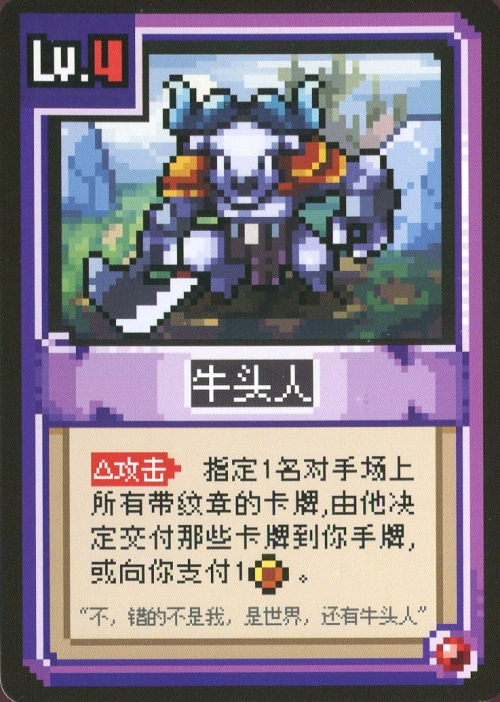 Lv.4
牛头人
△攻击 指定1名对手场上
所有带纹章的卡牌,由他决
定交付那些卡牌到你手牌,
或向你支付1。
“不，错的不是我，是世界，还有牛头人”